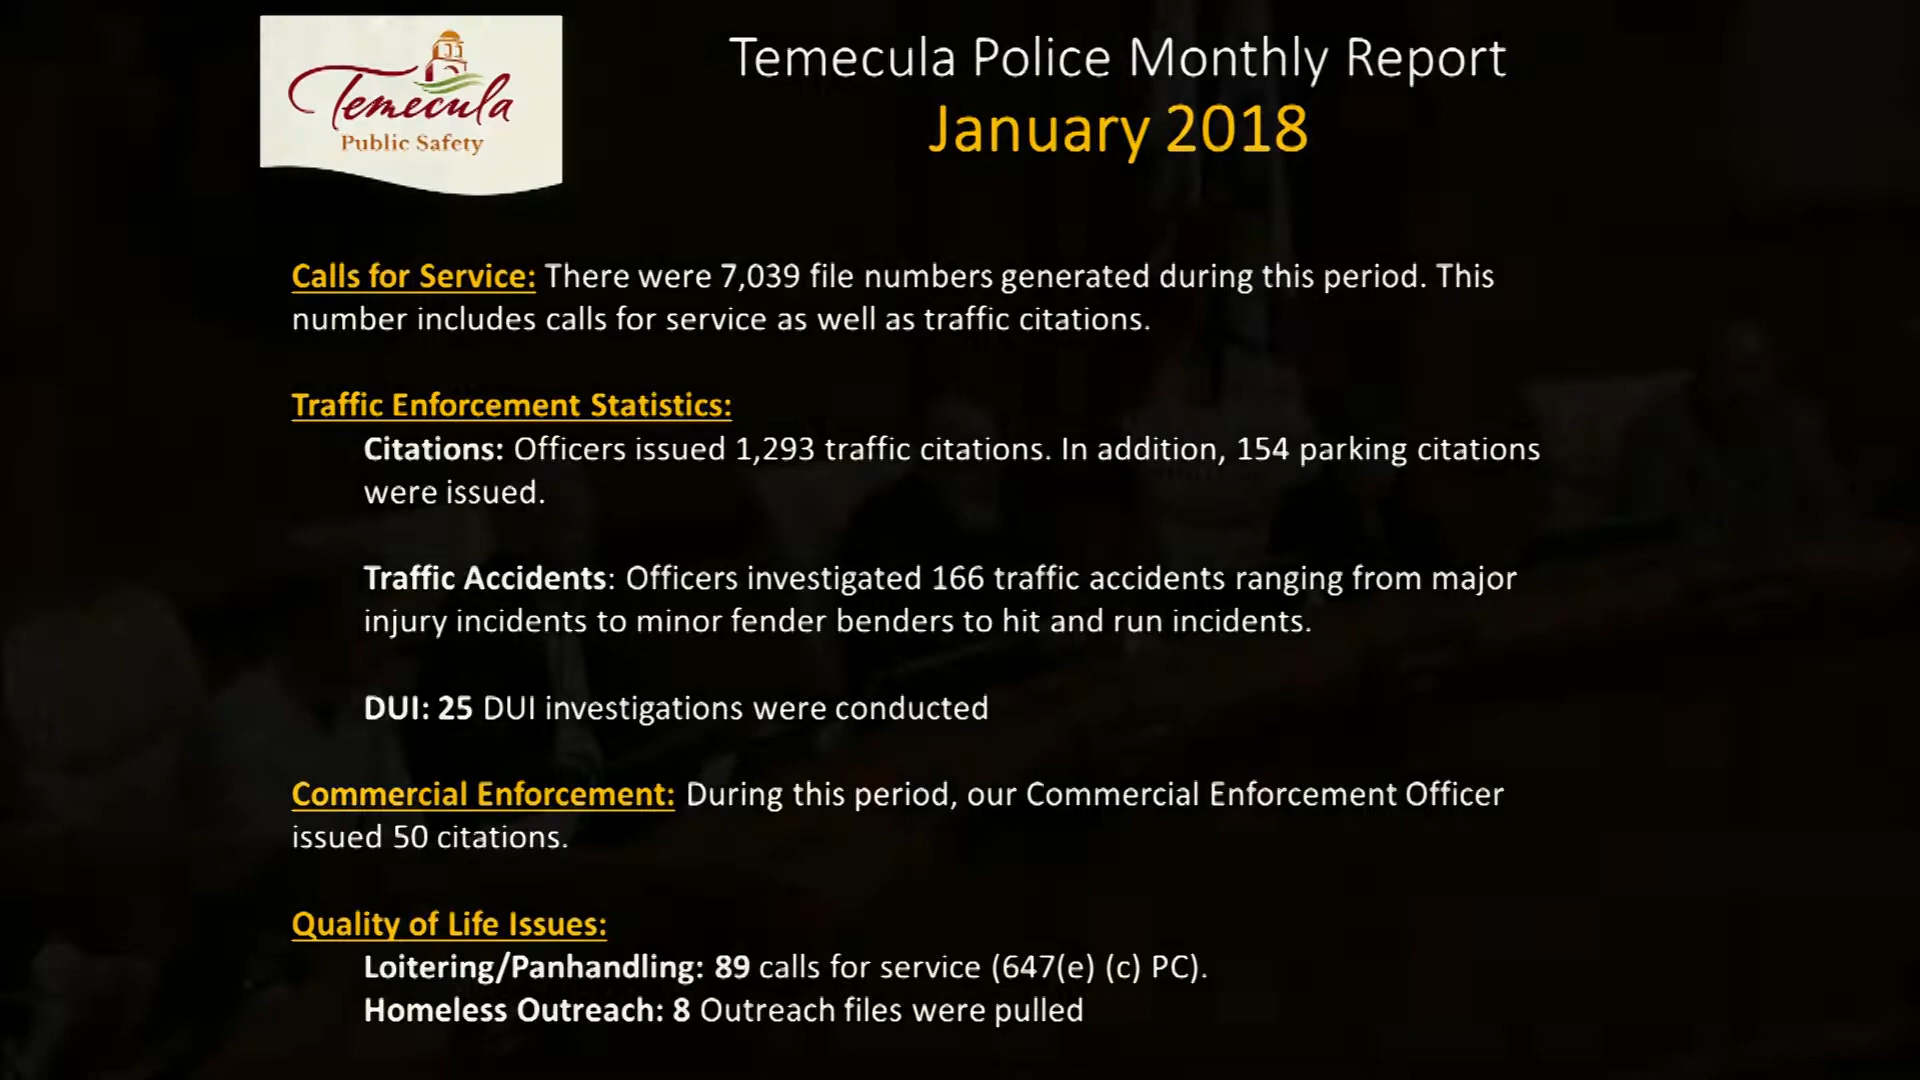 Temecula
Public Safety
Temecula Police Monthly Report
January 2018
Calls for Service: There were 7,039 file numbers generated during this period. This
number includes calls for service as well as traffic citations.
Traffic Enforcement Statistics:
Citations: Officers issued 1,293 traffic citations. In addition, 154 parking citations
were issued.
Traffic Accidents: Officers investigated 166 traffic accidents ranging from major
injury incidents to minor fender benders to hit and run incidents.
DUI: 25 DUI investigations were conducted
Commercial Enforcement: During this period, our Commercial Enforcement Officer
issued 50 citations.
Quality of Life Issues:
Loitering/Panhandling: 89 calls for service (647(e) (c) PC).
Homeless Outreach: 8 Outreach files were pulled